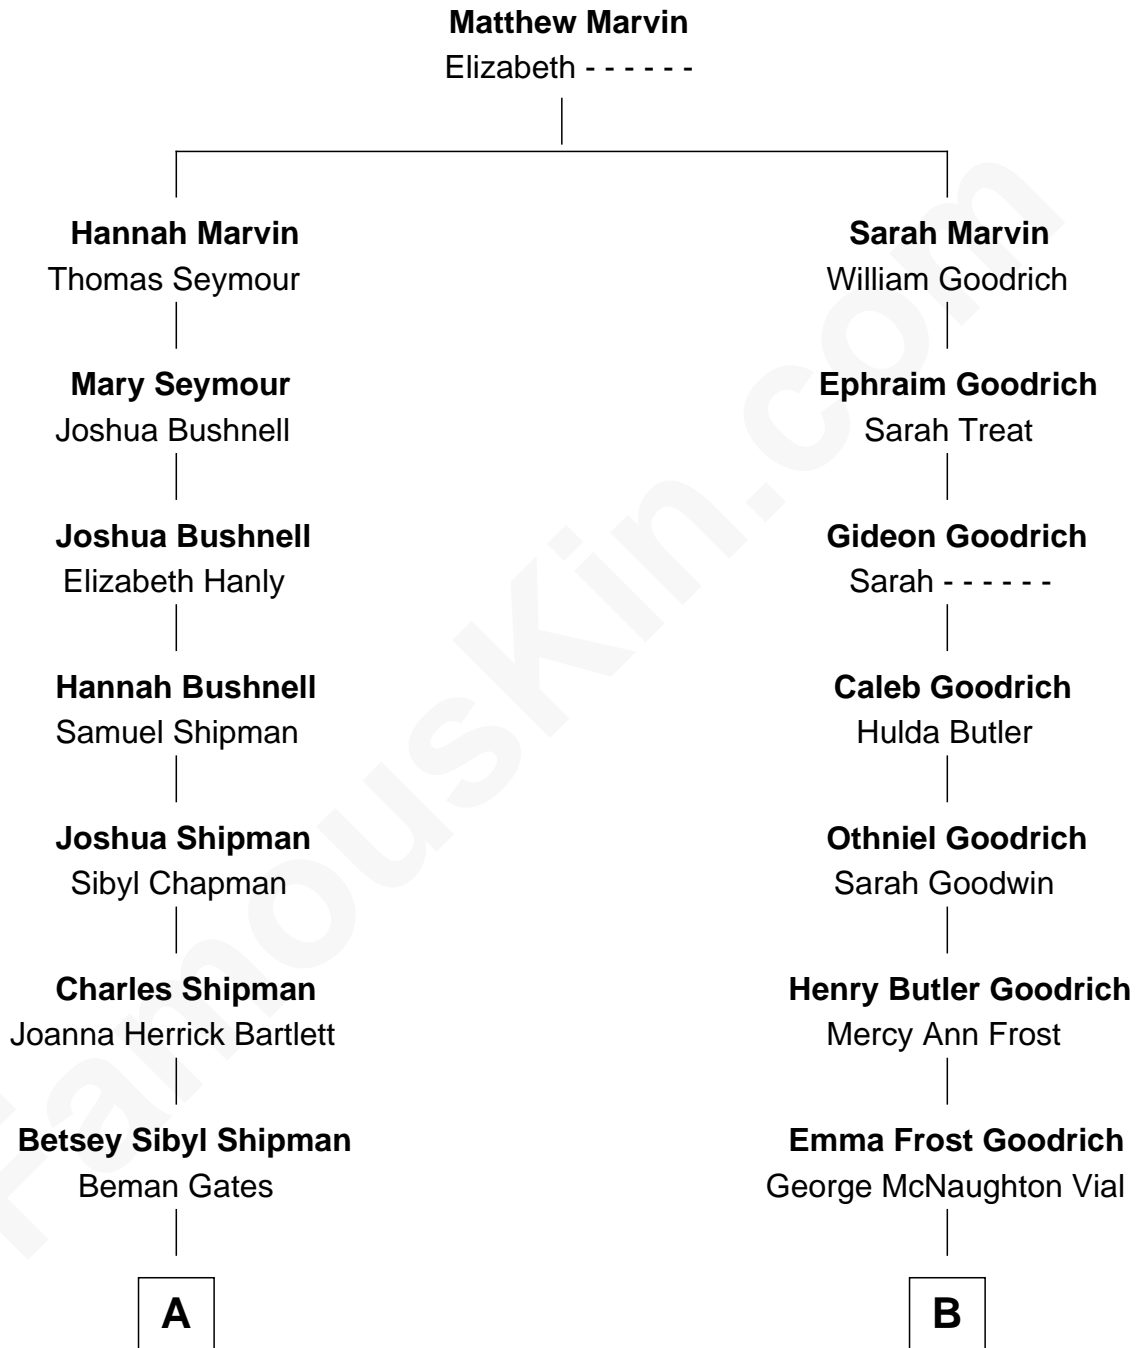 Matthew Marvin
Elizabeth - - - - - -
Hannah Marvin
Thomas Seymour
Sarah Marvin
William Goodrich
Mary Seymour
Joshua Bushnell
Ephraim Goodrich
Sarah Treat
Joshua Bushnell
Elizabeth Hanly
Gideon Goodrich
Sarah - - - - - -
Hannah Bushnell
Samuel Shipman
Caleb Goodrich
Hulda Butler
Joshua Shipman
Sibyl Chapman
Othniel Goodrich
Sarah Goodwin
Charles Shipman
Joanna Herrick Bartlett
Henry Butler Goodrich
Mercy Ann Frost
Betsey Sibyl Shipman
Beman Gates
Emma Frost Goodrich
George McNaughton Vial
A
B
FamousKin.com